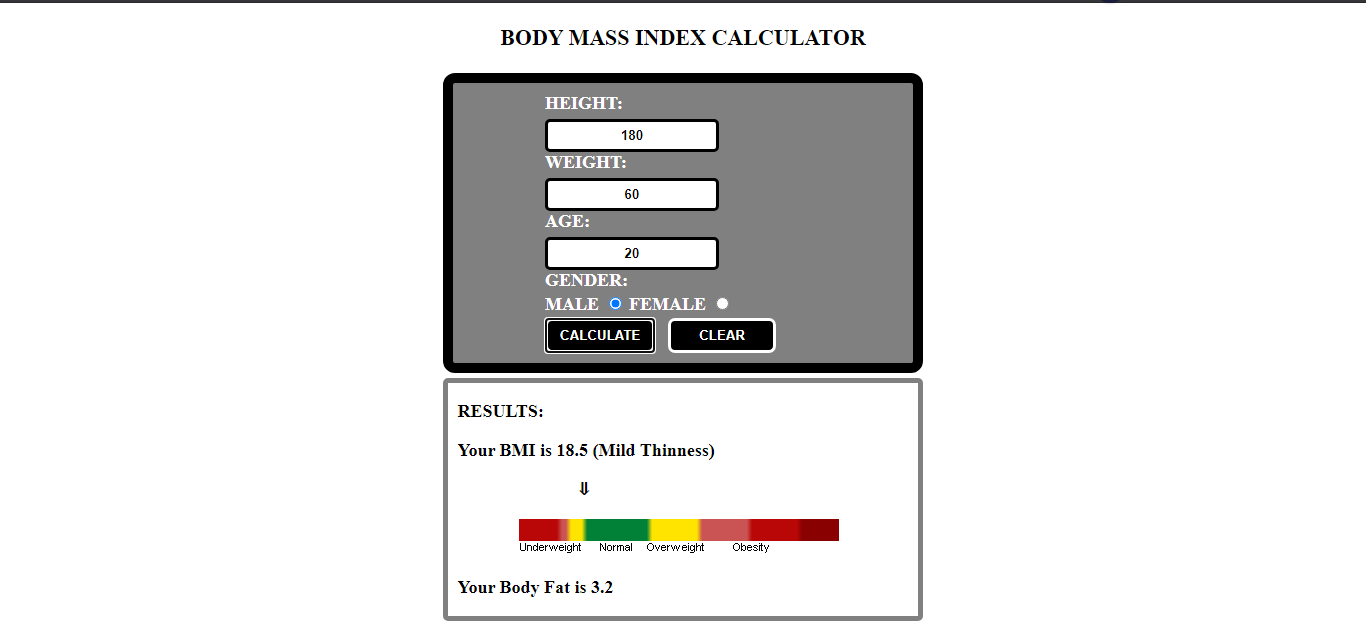 BODY MASS INDEX CALCULATOR
HEIGHT:
180
WEIGHT:
60
AGE:
20
GENDER:
MALE FEMALE
CALCULATE CLEAR
RESULTS:
Your BMI is 18.5 (Mild Thinness)
⇓
Underweight Normal Overweight Obesity
Your Body Fat is 3.2